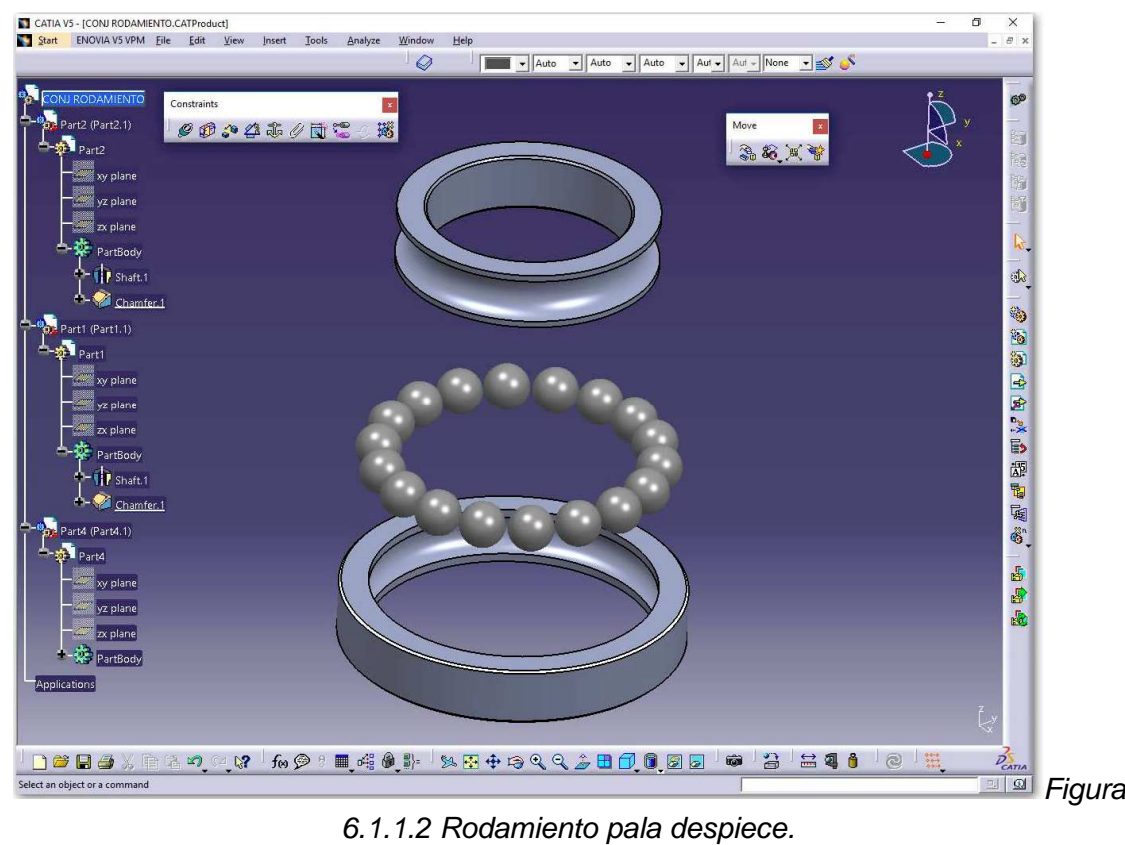 CATIA V5 - [CONJ RODAMIENTO.CATProduct]
Start ENOVIA V5 VPM File Edit View Insert Tools Analyze Window Help
Auto Auto Auto Aut Aut None
CONJ RODAMIENTO
Constraints
Move
Part2 (Part2.1)
Part2
xy plane
yz plane
zx plane
PartBody
Shaft.1
Chamfer.1
Part1 (Part1.1)
Part1
xy plane
yz plane
zx plane
PartBody
Shaft.1
Chamfer.1
Part4 (Part4.1)
Part4
xy plane
yz plane
zx plane
PartBody
Applications
z
y
x
z
y
x
f(x)
CATIA
Select an object or a command
Figura
6.1.1.2 Rodamiento pala despiece.